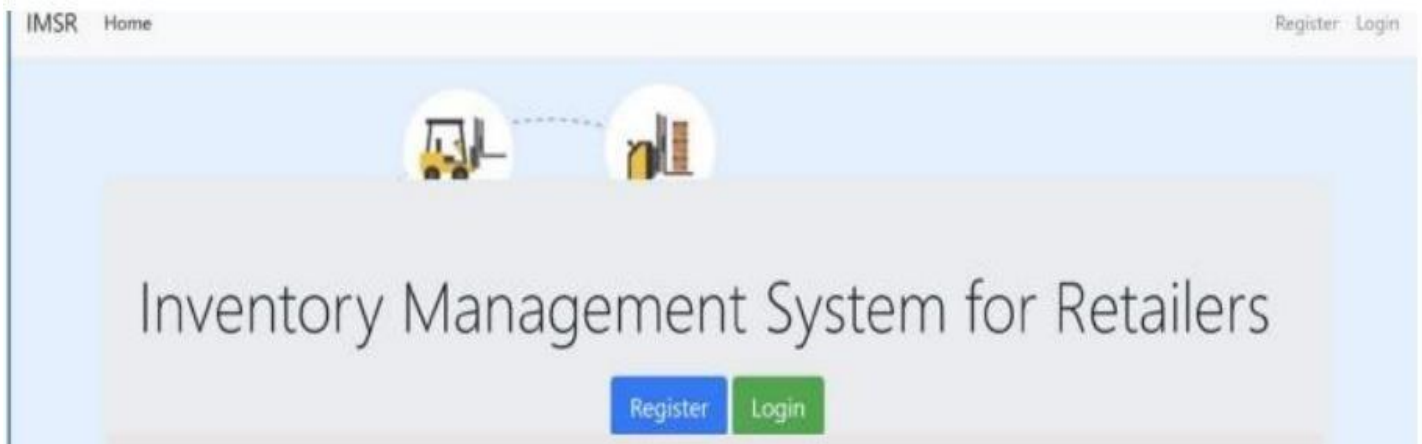 IMSR Home Register Login
Inventory Management System for Retailers
Register Login